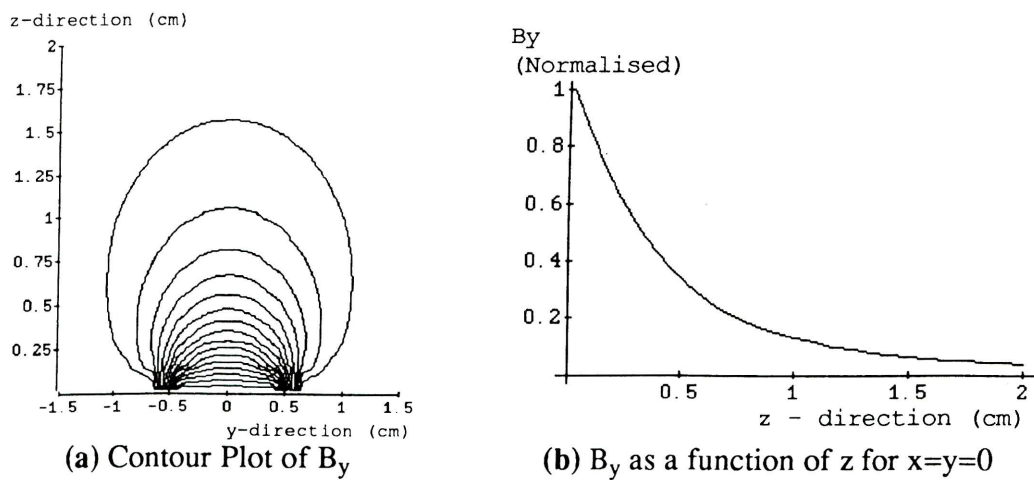 z-direction (cm)
2
1.75
1.5
1.25
1
0.75
0.5
0.25
-1.5 -1 -0.5 0 0.5 1 1.5
y-direction (cm)
(a) Contour Plot of By
By
(Normalised)
1
0.8
0.6
0.4
0.2
0.5 1 1.5 2
z - direction (cm)
(b) By as a function of z for x=y=0